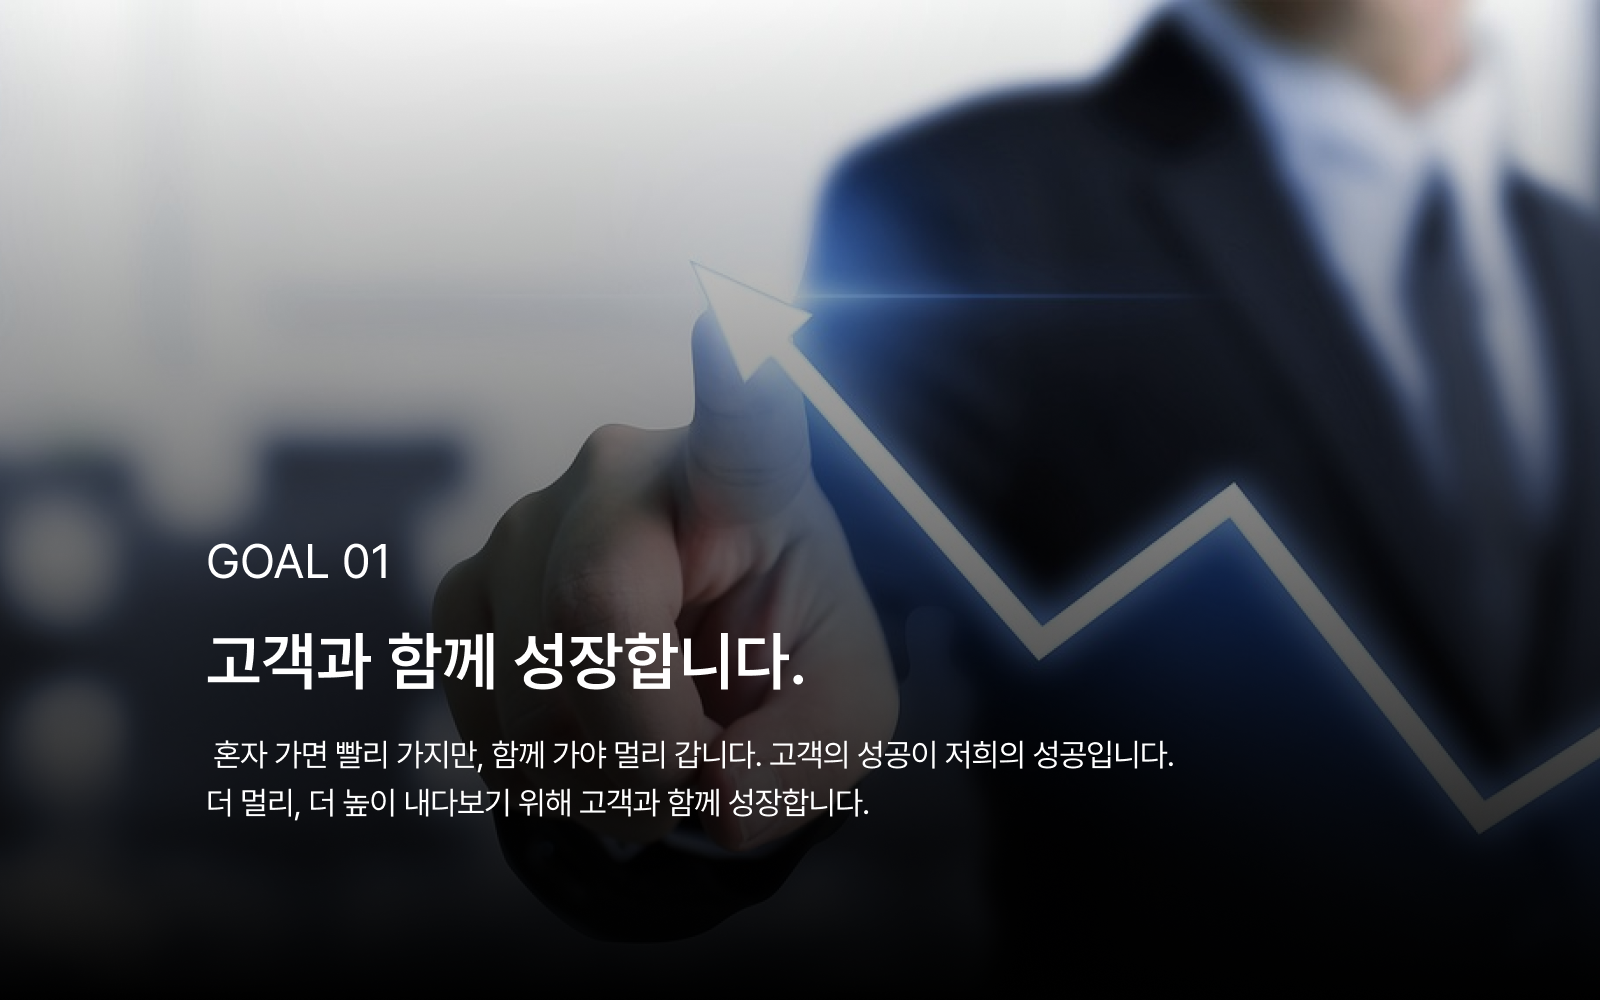 GOAL 01
고객과 함께 성장합니다.
혼자 가면 빨리 가지만, 함께 가야 멀리 갑니다. 고객의 성공이 저희의 성공입니다.
더 멀리, 더 높이 내다보기 위해 고객과 함께 성장합니다.